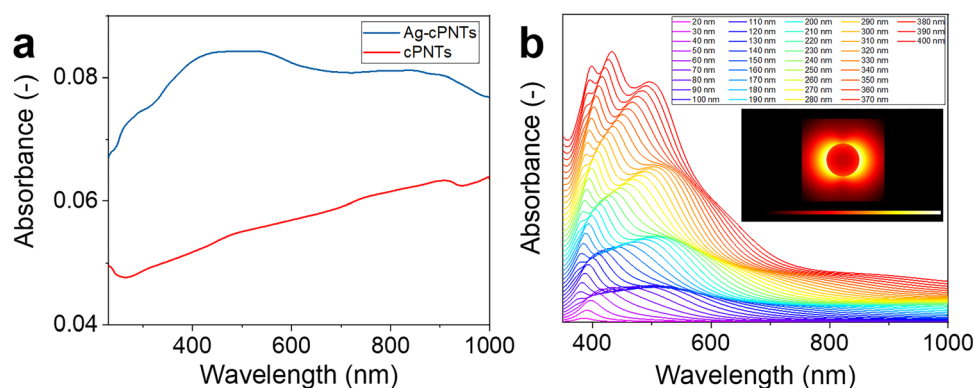 a
Ag-cPNTs
cPNTs
0.08
0.06
0.04
Absorbance (-)
400
600
800
1000
Wavelength (nm)
b
20 nm
30 nm
40 nm
50 nm
60 nm
70 nm
80 nm
90 nm
100 nm
110 nm
120 nm
130 nm
140 nm
150 nm
160 nm
170 nm
180 nm
190 nm
200 nm
210 nm
220 nm
230 nm
240 nm
250 nm
260 nm
270 nm
280 nm
290 nm
300 nm
310 nm
320 nm
330 nm
340 nm
350 nm
360 nm
370 nm
380 nm
390 nm
400 nm
Absorbance (-)
400
600
800
1000
Wavelength (nm)